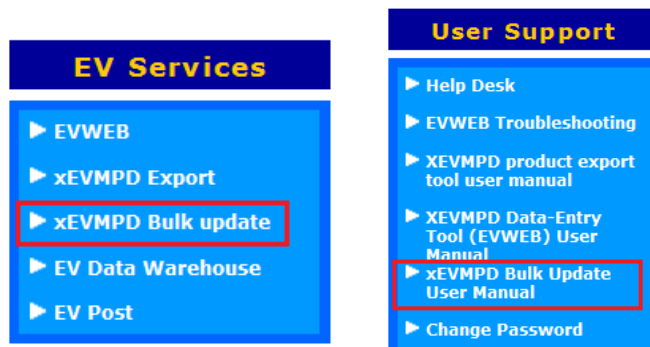 EV Services
EVWEB
xEVMPD Export
xEVMPD Bulk update
EV Data Warehouse
EV Post
User Support
Help Desk
EVWEB Troubleshooting
XEVMPD product export
tool user manual
XEVMPD Data-Entry
Tool (EVWEB) User
Manual
xEVMPD Bulk Update
User Manual
Change Password